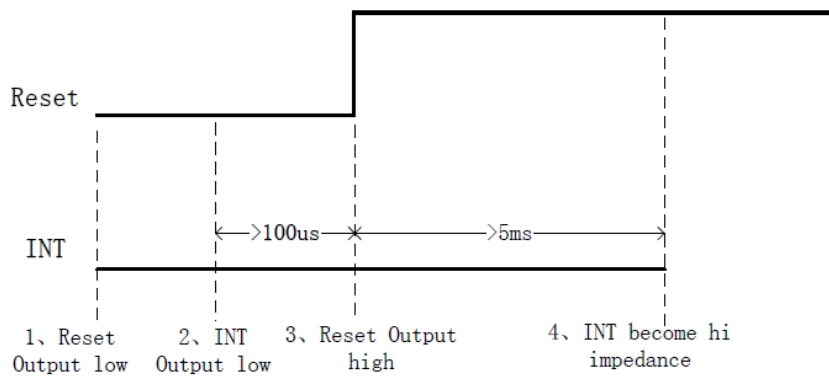 Reset
>100us
>5ms
INT
1、Reset
Output low
2、INT
Output low
3、Reset Output
high
4、INT become hi
impedance